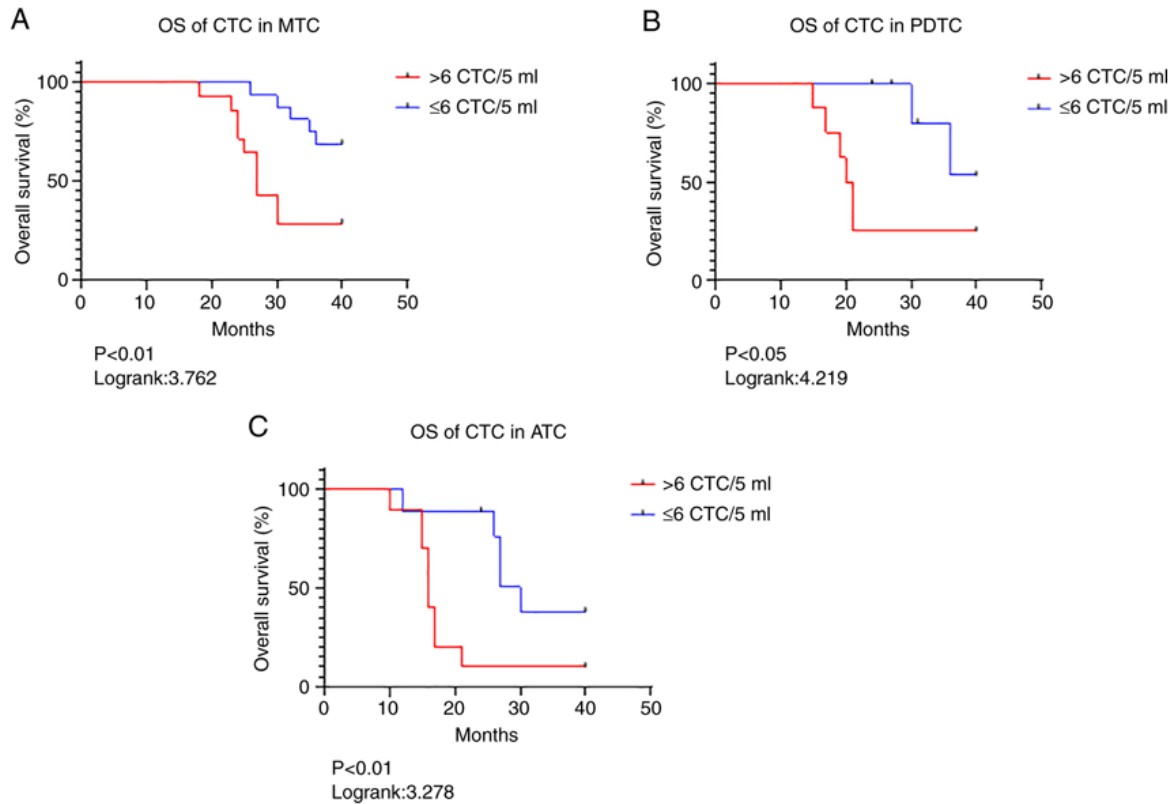 A
OS of CTC in MTC
>6 CTC/5 ml
≤6 CTC/5 ml
Overall survival (%)
100
50
0
0 10 20 30 40 50
Months
P<0.01
Logrank:3.762
B
OS of CTC in PDTC
>6 CTC/5 ml
≤6 CTC/5 ml
Overall survival (%)
100
50
0
0 10 20 30 40 50
Months
P<0.05
Logrank:4.219
C
OS of CTC in ATC
>6 CTC/5 ml
≤6 CTC/5 ml
Overall survival (%)
100
50
0
0 10 20 30 40 50
Months
P<0.01
Logrank:3.278